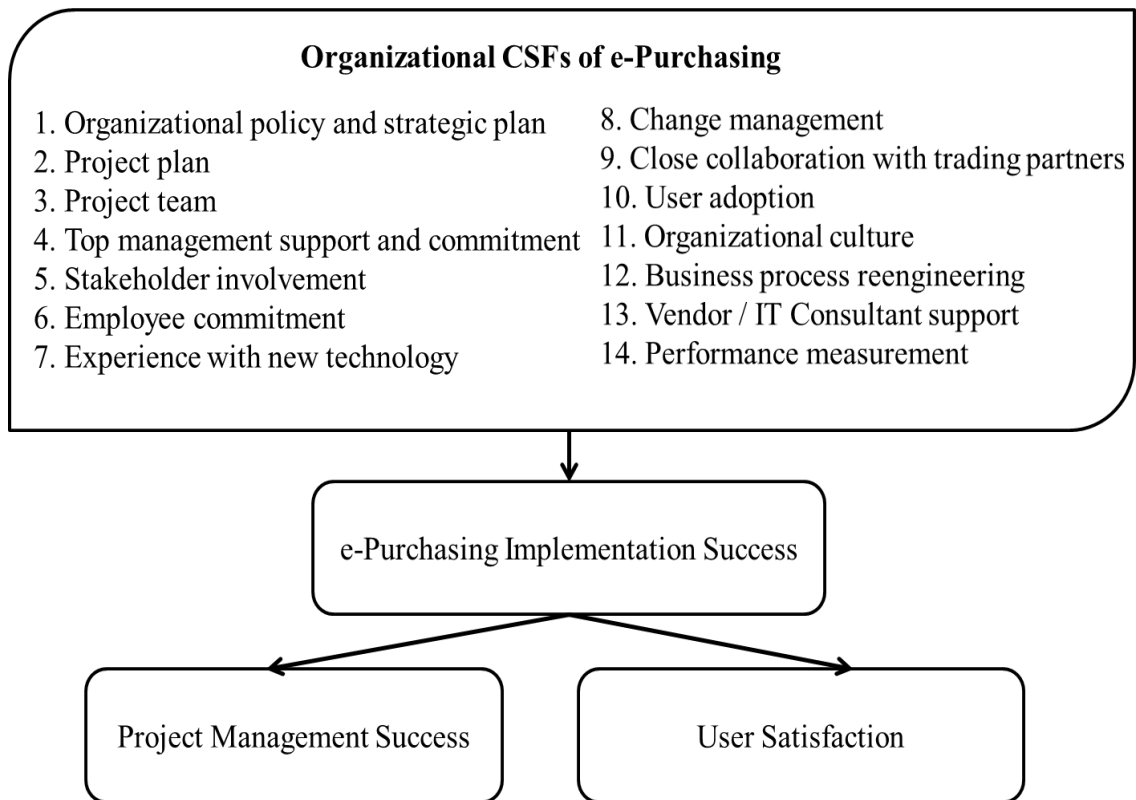 Organizational CSFs of e-Purchasing
1. Organizational policy and strategic plan
2. Project plan
3. Project team
4. Top management support and commitment
5. Stakeholder involvement
6. Employee commitment
7. Experience with new technology
8. Change management
9. Close collaboration with trading partners
10. User adoption
11. Organizational culture
12. Business process reengineering
13. Vendor / IT Consultant support
14. Performance measurement
e-Purchasing Implementation Success
Project Management Success
User Satisfaction